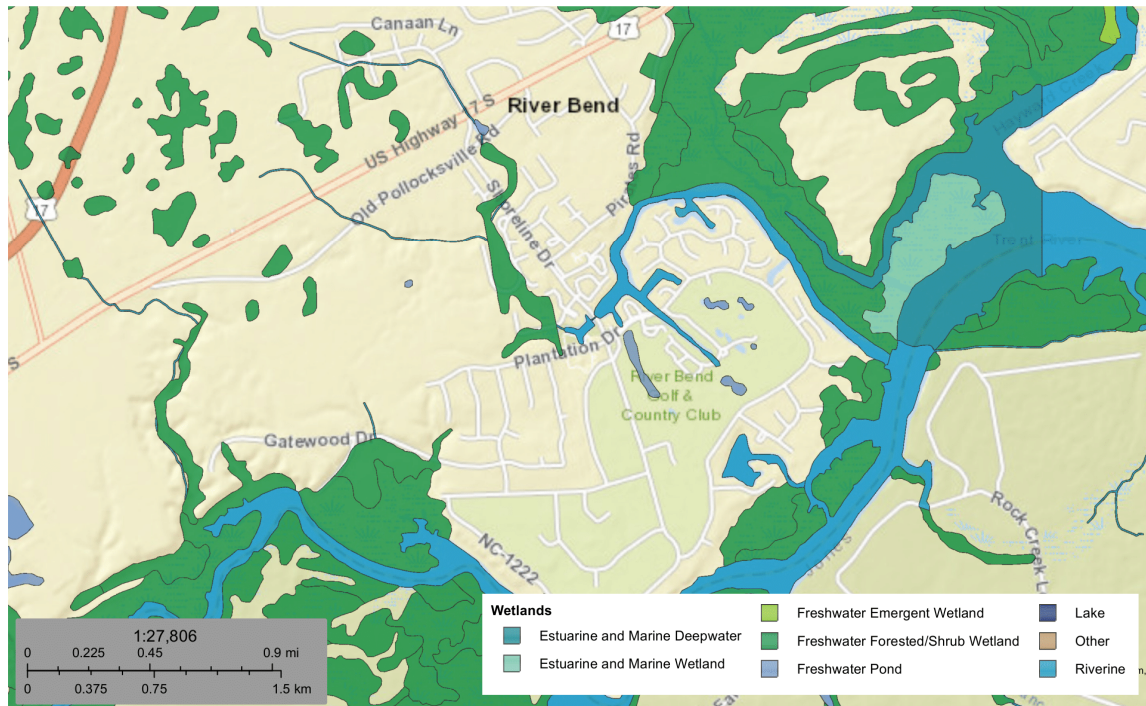 Canaan Ln
17
River Bend
US Highway 17 S
Old Pollocksville Rd
Pirates Rd
Shoreline Dr
17
Trent River
S
Plantation Dr
River Bend
Golf &
Country Club
Gatewood Dr
NC-1222
Jones
Rock Creek L
Wetlands
Estuarine and Marine Deepwater
Estuarine and Marine Wetland
Freshwater Emergent Wetland
Freshwater Forested/Shrub Wetland
Freshwater Pond
Lake
Other
Riverine
1:27,806
0 0.225 0.45 0.9 mi
0 0.375 0.75 1.5 km